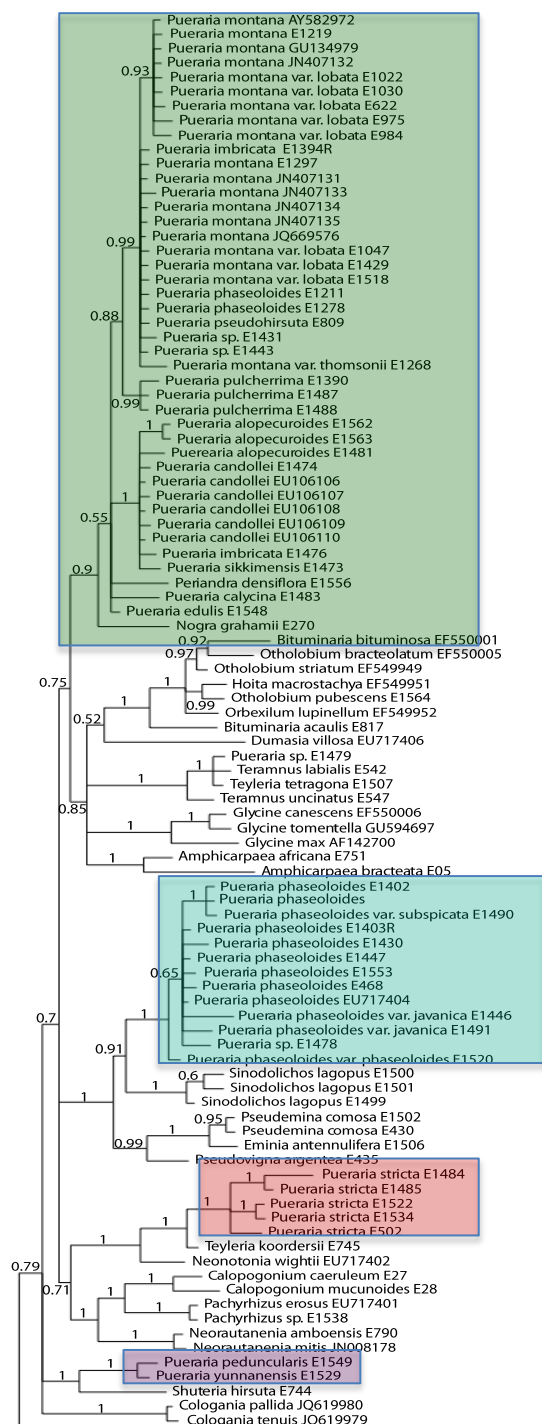 Pueraria montana AY582972
Pueraria montana E1219
Pueraria montana GU134979
Pueraria montana JN407132
0.93
Pueraria montana var. lobata E1022
Pueraria montana var. lobata E1030
Pueraria montana var. lobata E622
Pueraria montana var. lobata E975
Pueraria montana var. lobata E984
Pueraria imbricata E1394R
Pueraria montana E1297
Pueraria montana JN407131
Pueraria montana JN407133
Pueraria montana JN407134
Pueraria montana JN407135
Pueraria montana JQ669576
0.99
Pueraria montana var. lobata E1047
Pueraria montana var. lobata E1429
Pueraria montana var. lobata E1518
Pueraria phaseoloides E1211
Pueraria phaseoloides E1278
0.88
Pueraria pseudohirsuta E809
Pueraria sp. E1431
Pueraria sp. E1443
Pueraria montana var. thomsonii E1268
Pueraria pulcherrima E1390
Pueraria pulcherrima E1487
0.99
Pueraria pulcherrima E1488
1
Pueraria alopecuroides E1562
Pueraria alopecuroides E1563
Puerearia alopecuroides E1481
Pueraria candollei E1474
Pueraria candollei EU106106
1
Pueraria candollei EU106107
Pueraria candollei EU106108
0.55
Pueraria candollei EU106109
Pueraria candollei EU106110
Pueraria imbricata E1476
Pueraria sikkimensis E1473
0.9
Periandra densiflora E1556
Pueraria calycina E1483
Pueraria edulis E1548
Nogra grahamii E270
0.92
Bituminaria bituminosa EF550001
0.97
Otholobium bracteolatum EF550005
Otholobium striatum EF549949
0.75
1
Hoita macrostachya EF549951
Otholobium pubescens E1564
0.99
1
Orbexilum lupinellum EF549952
0.52
Bituminaria acaulis E817
Dumasia villosa EU717406
Pueraria sp. E1479
1
1
Teramnus labialis E542
Teyleria tetragona E1507
Teramnus uncinatus E547
0.85
1
Glycine canescens EF550006
1
Glycine tomentella GU594697
Glycine max AF142700
1
Amphicarpaea africana E751
Amphicarpaea bracteata E05
Pueraria phaseoloides E1402
1
Pueraria phaseoloides
Pueraria phaseoloides var. subspicata E1490
Pueraria phaseoloides E1403R
Pueraria phaseoloides E1430
Pueraria phaseoloides E1447
0.65
Pueraria phaseoloides E1553
Pueraria phaseoloides E468
Pueraria phaseoloides EU717404
0.7
1
Pueraria phaseoloides var. javanica E1446
Pueraria phaseoloides var. javanica E1491
Pueraria sp. E1478
0.91
Pueraria phaseoloides var. phaseoloides E1520
0.6
Sinodolichos lagopus E1500
1
Sinodolichos lagopus E1501
1
Sinodolichos lagopus E1499
0.95
Pseudemina comosa E1502
1
Pseudemina comosa E430
0.99
Eminia antennulifera E1506
Pseudovigna argentea E435
1
Pueraria stricta E1484
Pueraria stricta E1485
1
1
Pueraria stricta E1522
Pueraria stricta E1534
1
Pueraria stricta E502
Teyleria koordersii E745
1
Neonotonia wightii EU717402
0.79
0.71
1
Calopogonium caeruleum E27
1
Calopogonium mucunoides E28
1
Pachyrhizus erosus EU717401
1
Pachyrhizus sp. E1538
1
Neorautanenia amboensis E790
Neorautanenia mitis JN008178
1
Pueraria peduncularis E1549
1
Pueraria yunnanensis E1529
Shuteria hirsuta E744
1
Cologania pallida JQ619980
Cologania tenuis JQ619979